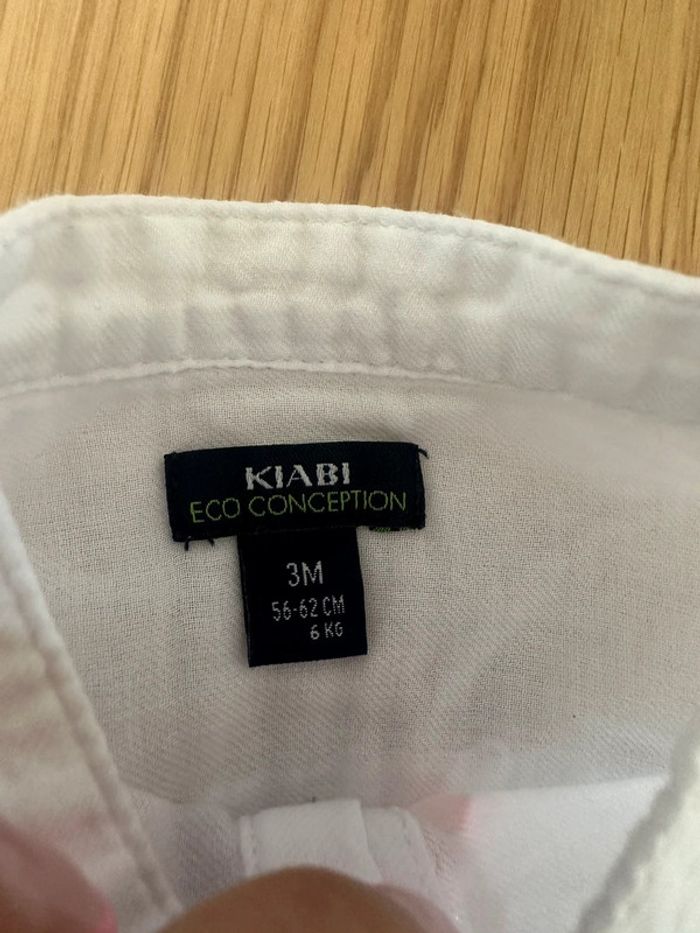 KIABI
ECO CONCEPTION
3M
56-62 CM
6 KG